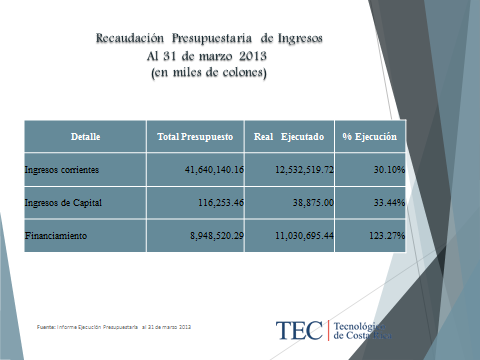 Recaudación Presupuestaria de Ingresos
Al 31 de marzo 2013
(en miles de colones)
Detalle Total Presupuesto Real Ejecutado % Ejecución
Ingresos corrientes 41,640,140.16 12,532,519.72 30.10%
Ingresos de Capital 116,253.46 38,875.00 33.44%
Financiamiento 8,948,520.29 11,030,695.44 123.27%
Fuente: Informe Ejecución Presupuestaria al 31 de marzo 2013
TEC Tecnológico
de Costa Rica